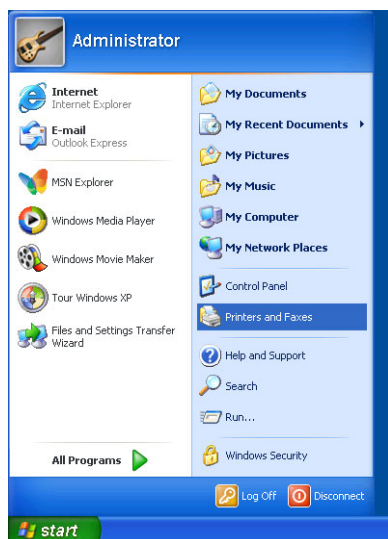 Administrator
Internet
Internet Explorer
E-mail
Outlook Express
MSN Explorer
Windows Media Player
Windows Movie Maker
Tour Windows XP
Files and Settings Transfer
Wizard
All Programs
My Documents
My Recent Documents
My Pictures
My Music
My Computer
My Network Places
Control Panel
Printers and Faxes
Help and Support
Search
Run...
Windows Security
Log Off
Disconnect
start